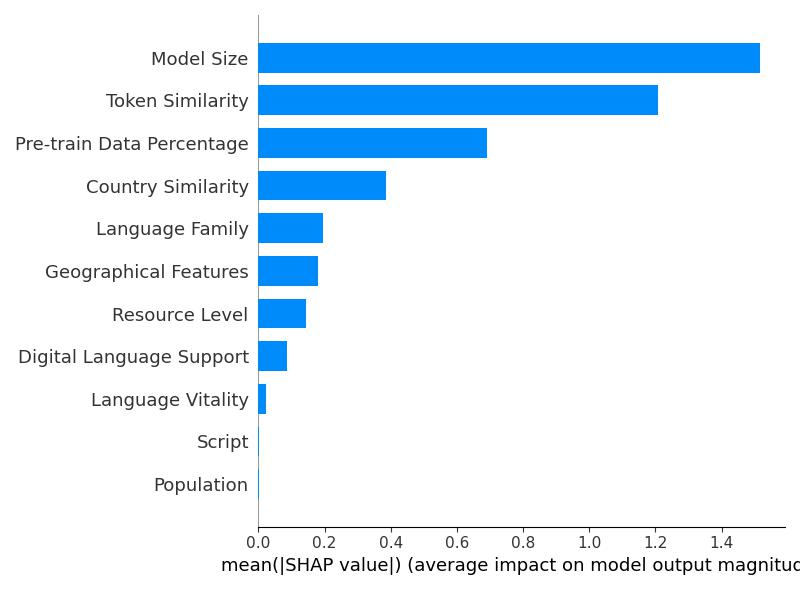 Model Size
Token Similarity
Pre-train Data Percentage
Country Similarity
Language Family
Geographical Features
Resource Level
Digital Language Support
Language Vitality
Script
Population
0.0 0.2 0.4 0.6 0.8 1.0 1.2 1.4
mean(|SHAP value|) (average impact on model output magnitud